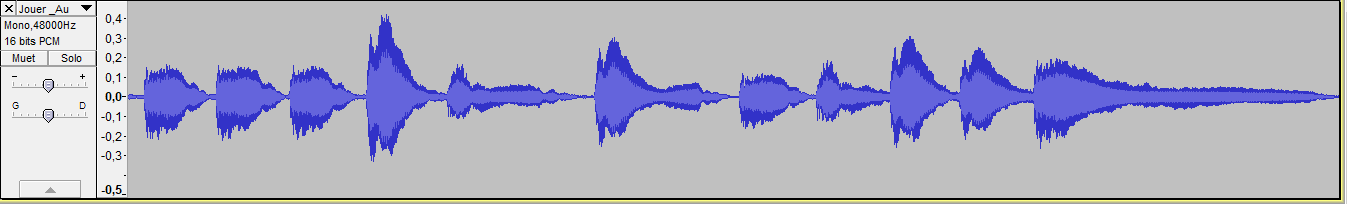 Jouer _Au
Mono,48000Hz
16 bits PCM
Muet Solo
- +
G D
0,4
0,3
0,2
0,1
0,0
-0,1
-0,2
-0,3
-0,5